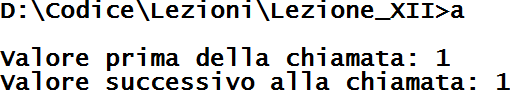 D:\Codice\Lezioni\Lezione_XII>a
Valore prima della chiamata: 1
Valore successivo alla chiamata: 1